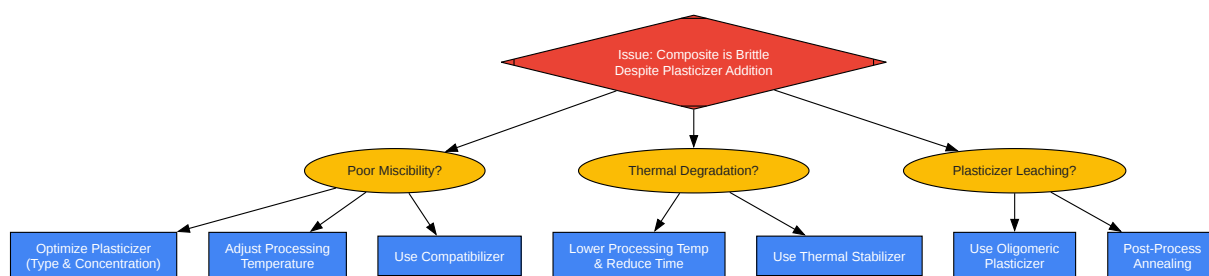 Issue: Composite is Brittle
Despite Plasticizer Addition
Poor Miscibility?
Thermal Degradation?
Plasticizer Leaching?
Optimize Plasticizer
(Type & Concentration)
Adjust Processing
Temperature
Use Compatibilizer
Lower Processing Temp
& Reduce Time
Use Thermal Stabilizer
Use Oligomeric
Plasticizer
Post-Process
Annealing